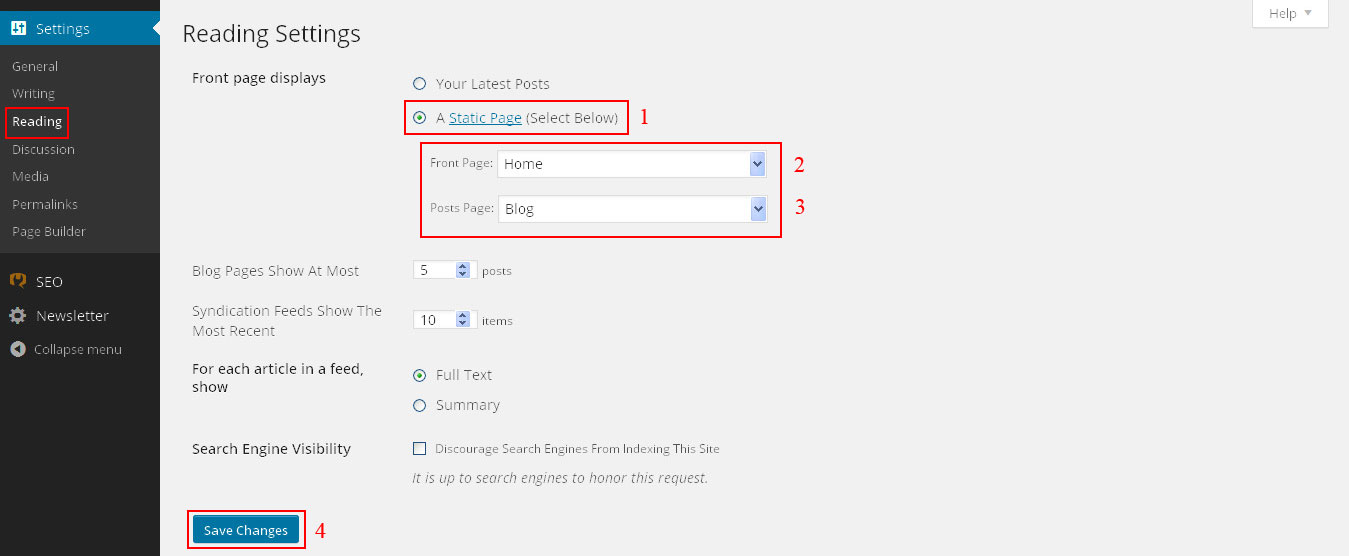 Help
Settings
General
Writing
Reading
Discussion
Media
Permalinks
Page Builder
SEO
Newsletter
Collapse menu
Reading Settings
Front page displays
Your Latest Posts
A Static Page (Select Below) 1
Front Page: Home 2
Posts Page: Blog 3
Blog Pages Show At Most 5 posts
Syndication Feeds Show The
Most Recent
10 items
For each article in a feed,
show
Full Text
Summary
Search Engine Visibility Discourage Search Engines From Indexing This Site
It is up to search engines to honor this request.
Save Changes 4